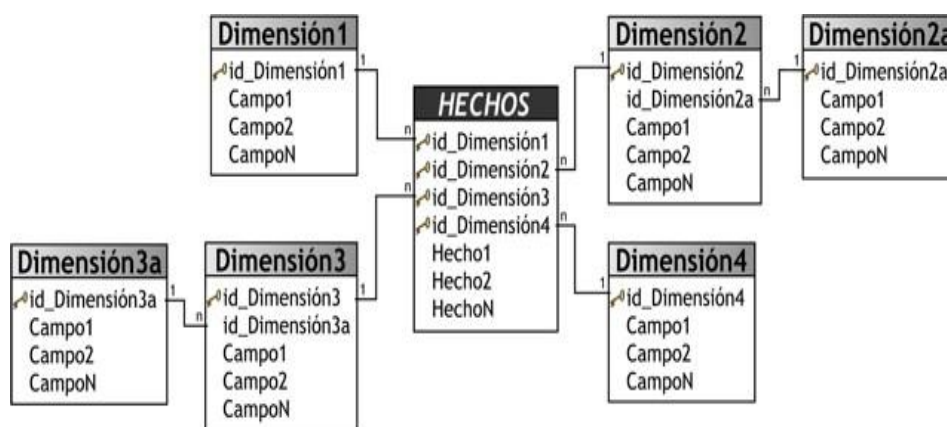 Dimensión1
id_Dimensión1
Campo1
Campo2
CampoN
1
n
HECHOS
id_Dimensión1
id_Dimensión2
id_Dimensión3
id_Dimensión4
Hecho1
Hecho2
HechoN
n
n
n
Dimensión2
id_Dimensión2
id_Dimensión2a
Campo1
Campo2
CampoN
1
n
Dimensión2a
id_Dimensión2a
Campo1
Campo2
CampoN
1
Dimensión3a
id_Dimensión3a
Campo1
Campo2
CampoN
1
n
Dimensión3
id_Dimensión3
id_Dimensión3a
Campo1
Campo2
CampoN
1
Dimensión4
id_Dimensión4
Campo1
Campo2
CampoN
1